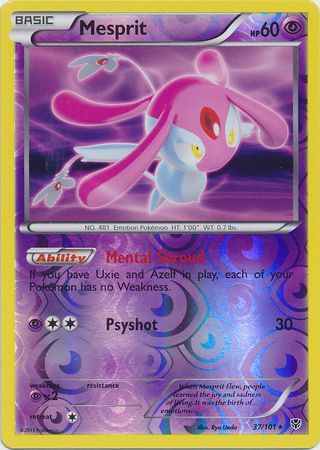 BASIC
Mesprit
HP60
NO. 481 Emotion Pokémon HT: 1'00" WT: 0.7 lbs.
Ability
Mental Shroud
If you have Uxie and Azelf in play, each of
your Pokémon has no Weakness.
Psyshot 30
weakness
resistance
×2
When Mesprit flew, people
learned the joy and sadness
of living. It was the birth of
emotions.
retreat
©2013 Pokémon
Illus. Ryo Ueda
37/101★